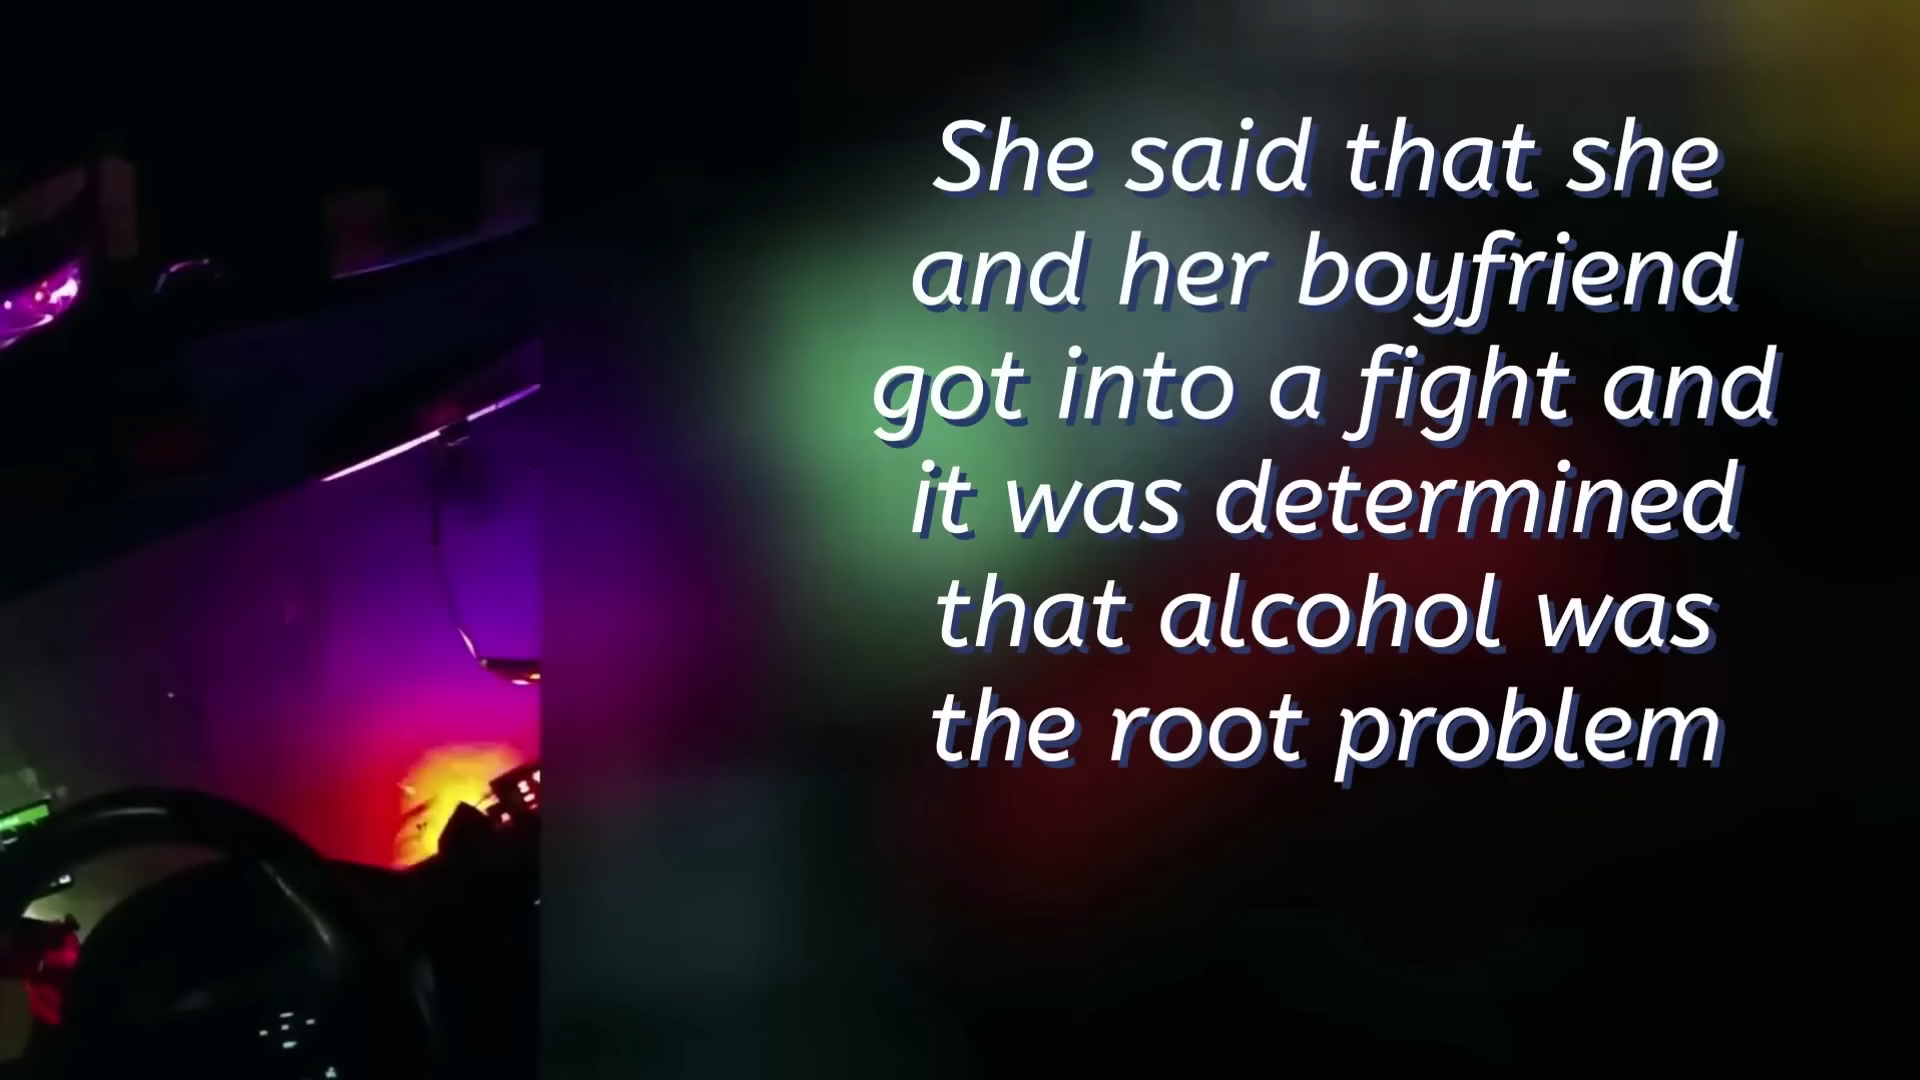 She said that she
and her boyfriend
got into a fight and
it was determined
that alcohol was
the root problem